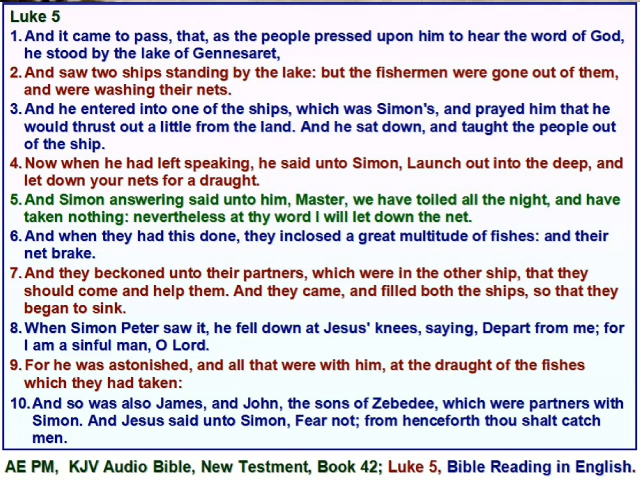 Luke 5
1. And it came to pass, that, as the people pressed upon him to hear the word of God,
he stood by the lake of Gennesaret,
2. And saw two ships standing by the lake: but the fishermen were gone out of them,
and were washing their nets.
3. And he entered into one of the ships, which was Simon's, and prayed him that he
would thrust out a little from the land. And he sat down, and taught the people out
of the ship.
4. Now when he had left speaking, he said unto Simon, Launch out into the deep, and
let down your nets for a draught.
5. And Simon answering said unto him, Master, we have toiled all the night, and have
taken nothing: nevertheless at thy word I will let down the net.
6. And when they had this done, they inclosed a great multitude of fishes: and their
net brake.
7. And they beckoned unto their partners, which were in the other ship, that they
should come and help them. And they came, and filled both the ships, so that they
began to sink.
8. When Simon Peter saw it, he fell down at Jesus' knees, saying, Depart from me; for
I am a sinful man, O Lord.
9. For he was astonished, and all that were with him, at the draught of the fishes
which they had taken:
10. And so was also James, and John, the sons of Zebedee, which were partners with
Simon. And Jesus said unto Simon, Fear not; from henceforth thou shalt catch
men.
AE PM, KJV Audio Bible, New Testment, Book 42; Luke 5, Bible Reading in English.